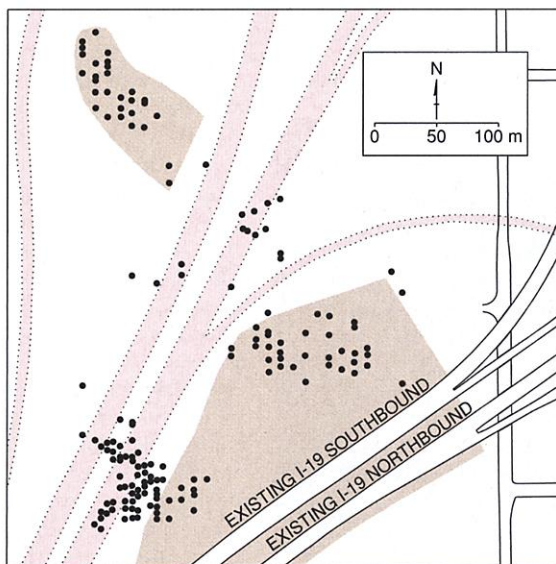 N
0 50 100 m
EXISTING I-19 SOUTHBOUND
EXISTING I-19 NORTHBOUND